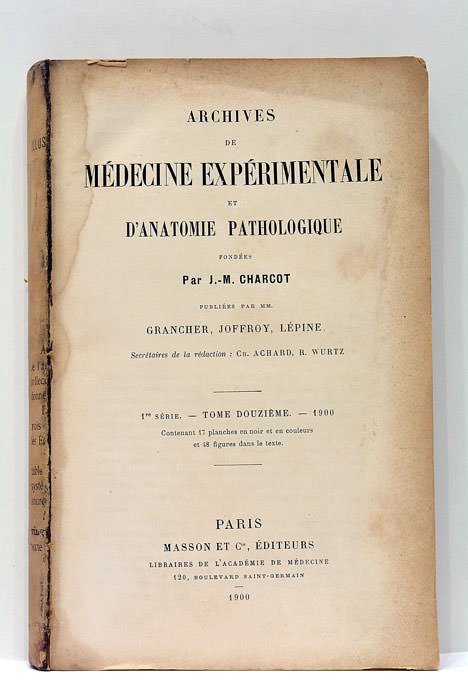 ARCHIVES
DE
MÉDECINE EXPÉRIMENTALE
ET
D'ANATOMIE PATHOLOGIQUE
FONDÉES
Par J.-M. CHARCOT
PUBLIÉES PAR MM.
GRANCHER, JOFFROY, LÉPINE
Secrétaires de la rédaction : CH. ACHARD, R. WURTZ
1re SÉRIE. — TOME DOUZIÈME. — 1900
Contenant 17 planches en noir et en couleurs
et 48 figures dans le texte.
PARIS
MASSON ET Cie, ÉDITEURS
LIBRAIRES DE L'ACADÉMIE DE MÉDECINE
120, BOULEVARD SAINT-GERMAIN
1900